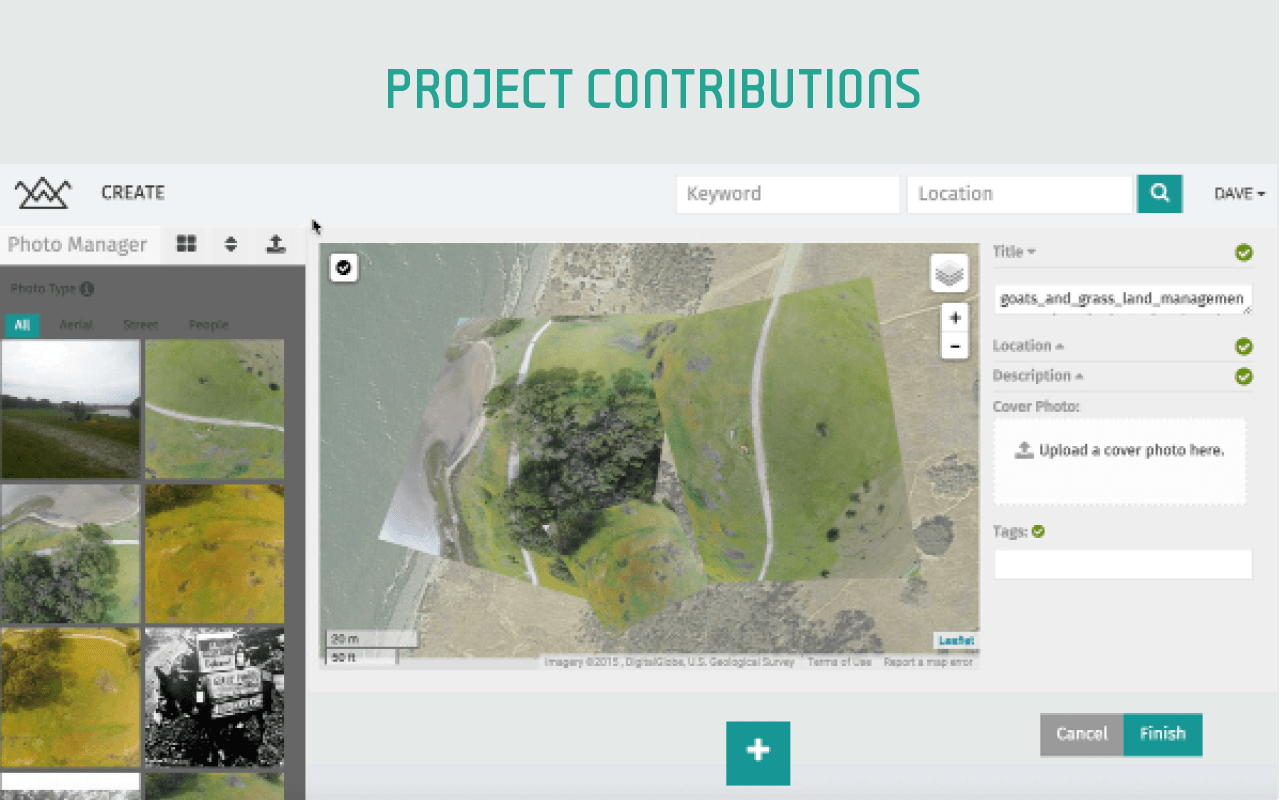 PROJECT CONTRIBUTIONS
CREATE
Keyword
Location
DAVE
Photo Manager
Photo Type
All
Aerial
Street
People
Title
goats_and_grass_land_managemen
Location
Description
Cover Photo:
Upload a cover photo here.
Tags:
+
-
20 m
50 ft
Leaflet
Imagery ©2015 , DigitalGlobe, U.S. Geological Survey
Terms of Use
Report a map error
Cancel
Finish